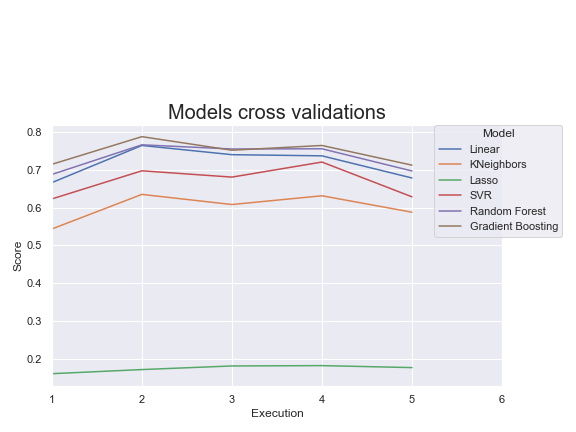 Models cross validations
Model
Linear
KNeighbors
Lasso
SVR
Random Forest
Gradient Boosting
Score
0.8
0.7
0.6
0.5
0.4
0.3
0.2
1 2 3 4 5 6
Execution